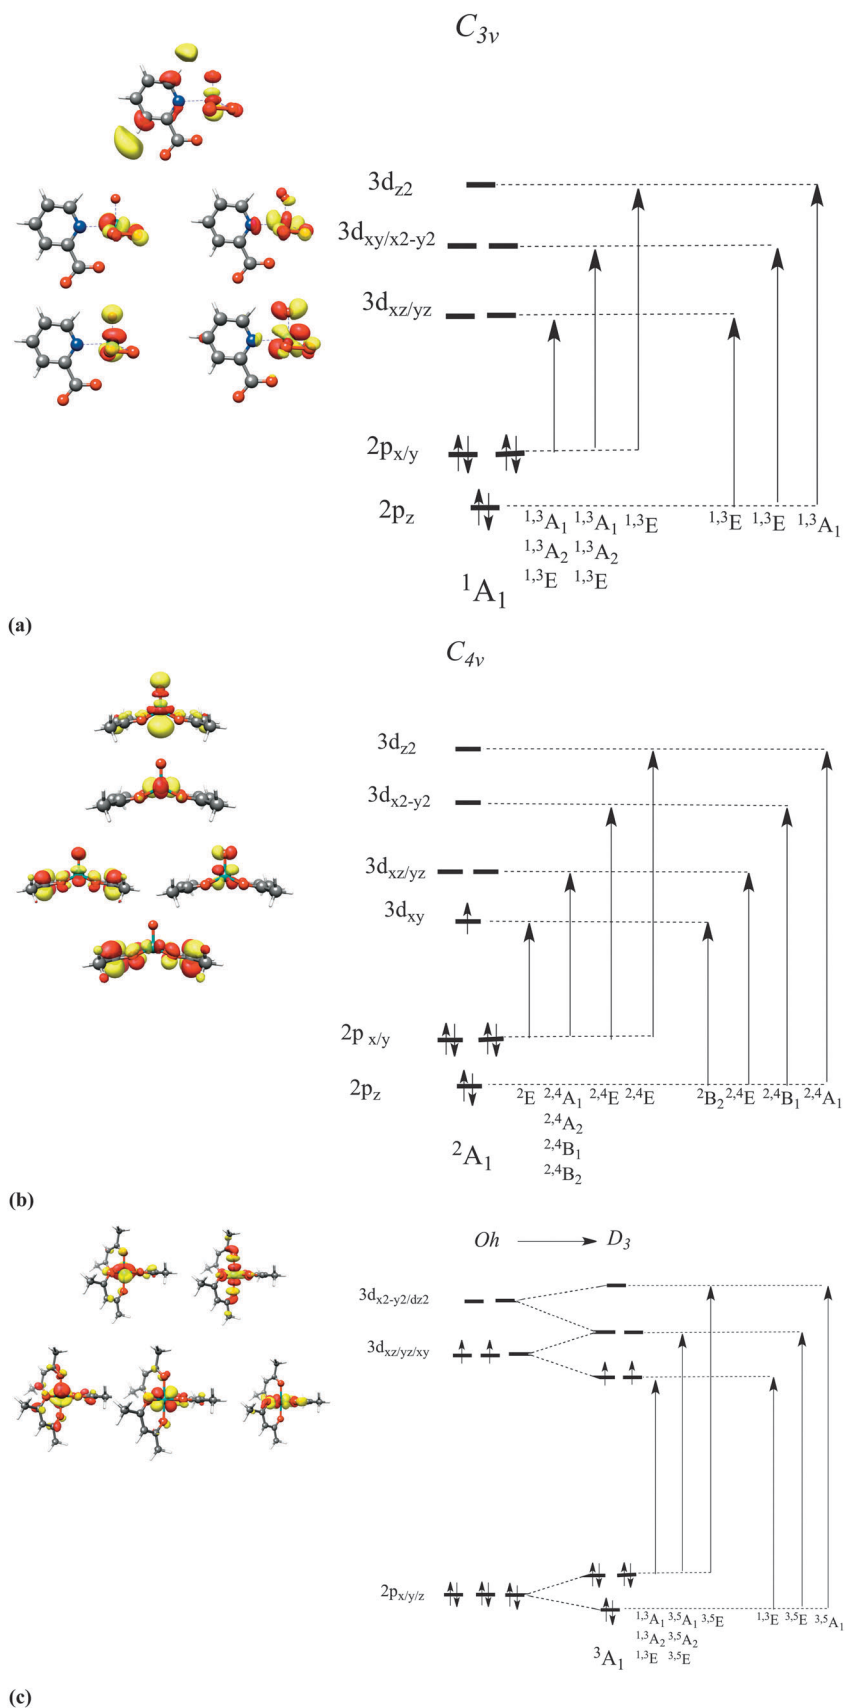 C3v
3dz2
3dxy/x2-y2
3dxz/yz
2px/y
2pz
1,3A1 1,3A1 1,3E 1,3E 1,3E 1,3A1
1,3A2 1,3A2
1,3E 1,3E
1A1
(a)
C4v
3dz2
3dx2-y2
3dxz/yz
3dxy
2p x/y
2pz
2E 2,4A1 2,4E 2,4E 2B2 2,4E 2,4B1 2,4A1
2,4A2
2,4B1
2,4B2
2A1
(b)
Oh D3
3dx2-y2/dz2
3dxz/yz/xy
2px/y/z
1,3A1 3,5A1 3,5E 1,3E 3,5E 3,5A1
1,3A2 3,5A2
1,3E 3,5E
3A1
(c)